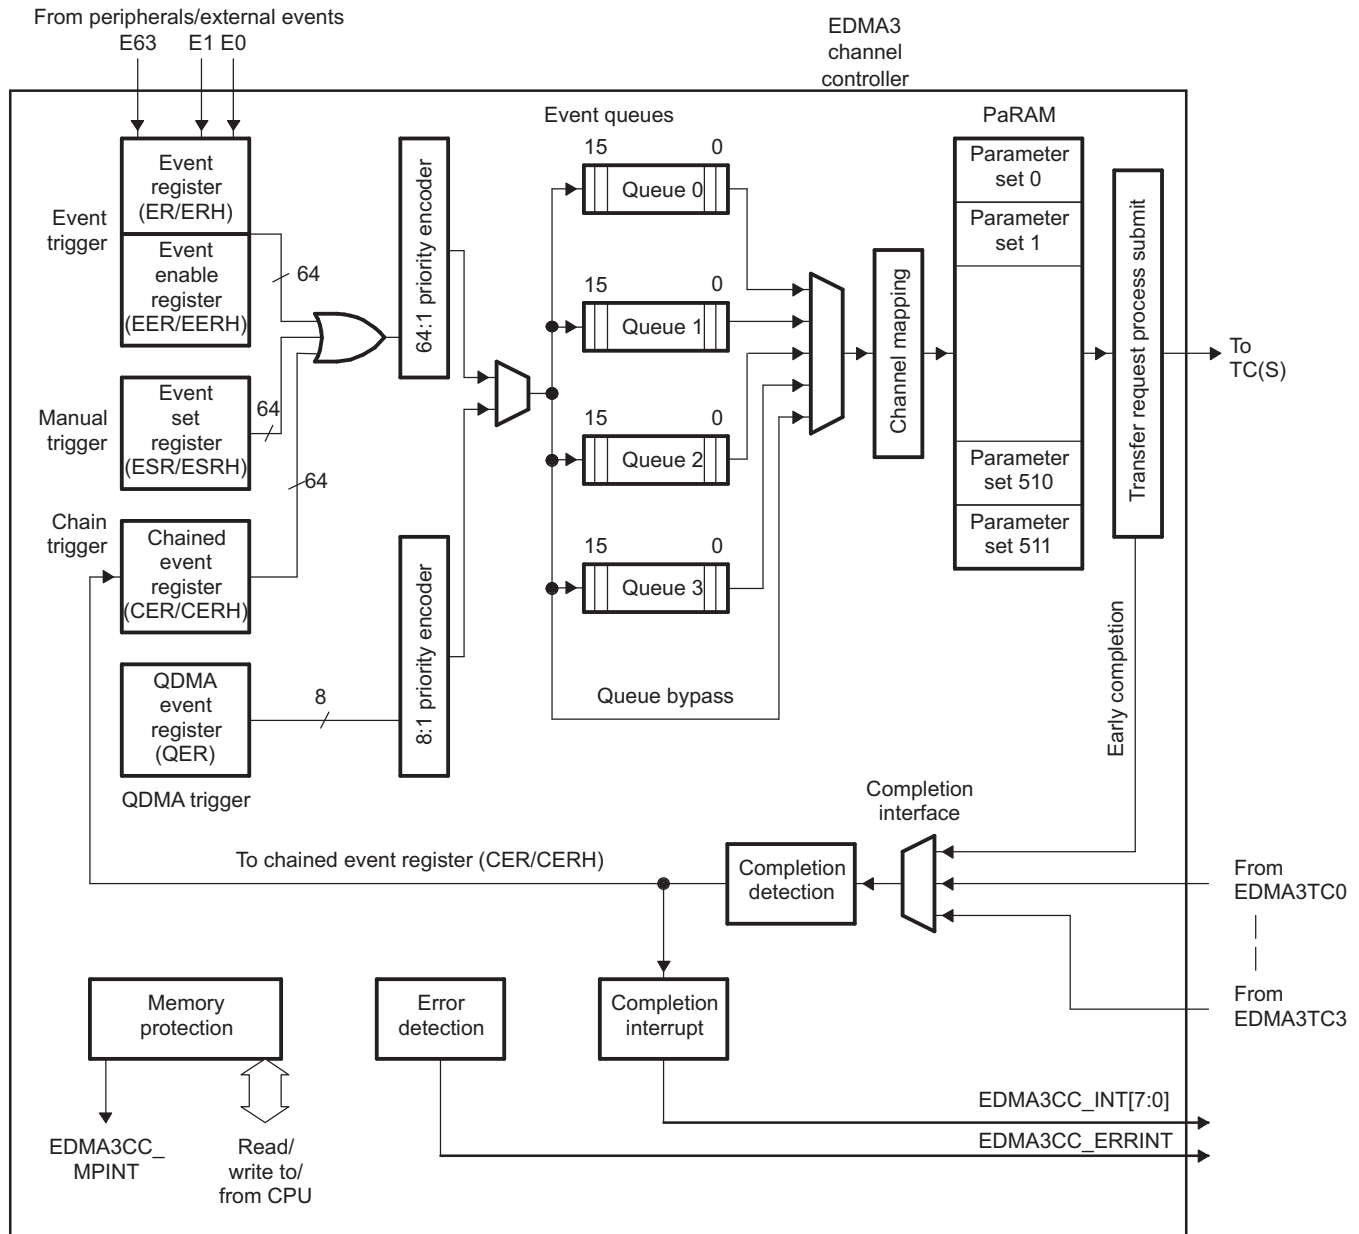 From peripherals/external events
E63 E1 E0
EDMA3
channel
controller
Event
register
(ER/ERH)
Event
trigger
Event
enable
register
(EER/EERH)
64
Manual
trigger
Event
set
register
(ESR/ESRH)
64
64
Chain
trigger
Chained
event
register
(CER/CERH)
QDMA
event
register
(QER)
8
QDMA trigger
64:1 priority encoder
8:1 priority encoder
Event queues
15 0
Queue 0
15 0
Queue 1
15 0
Queue 2
15 0
Queue 3
Queue bypass
Channel mapping
PaRAM
Parameter
set 0
Parameter
set 1
Parameter
set 510
Parameter
set 511
Transfer request process submit
To
TC(S)
Early completion
Completion
interface
To chained event register (CER/CERH)
Completion
detection
From
EDMA3TC0
From
EDMA3TC3
Memory
protection
Error
detection
Completion
interrupt
EDMA3CC_INT[7:0]
EDMA3CC_ERRINT
EDMA3CC_
MPINT
Read/
write to/
from CPU